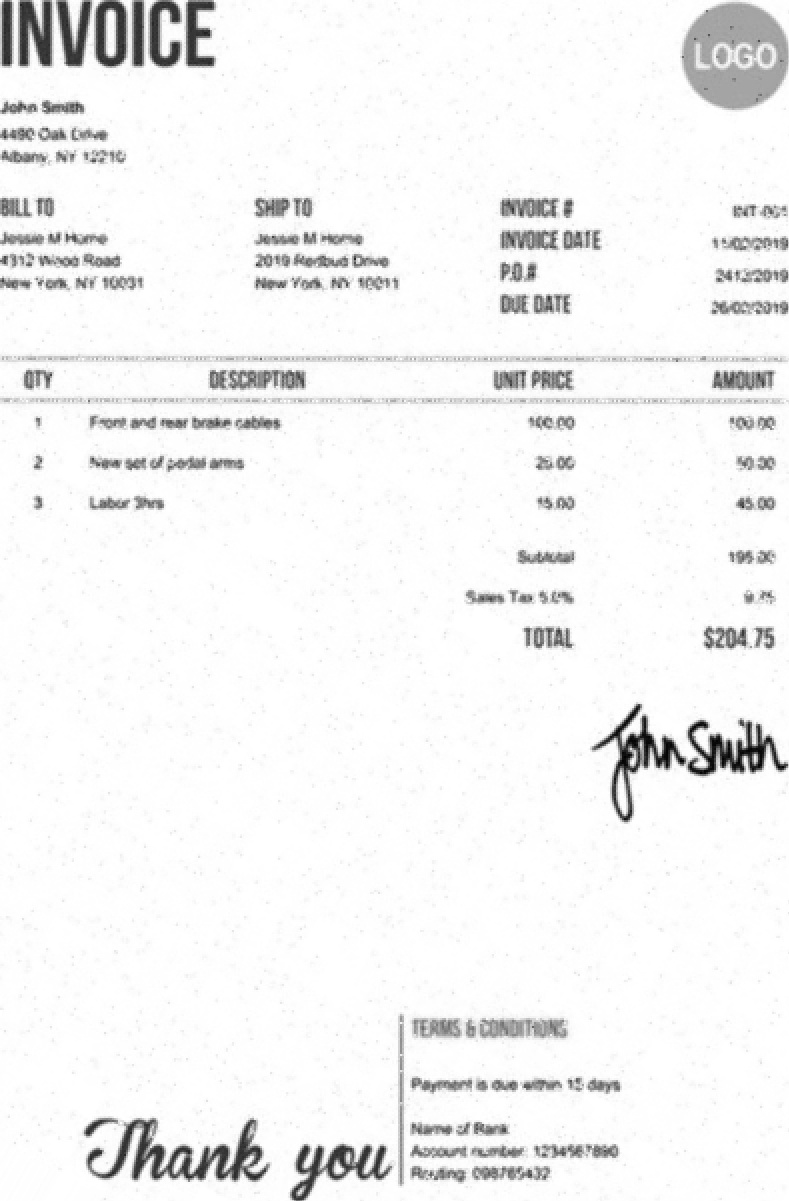 INVOICE
LOGO
John Smith
4490 Oak Drive
Albany, NY 12210
BILL TO
Jessie M Horne
4312 Wood Road
New York, NY 10031
SHIP TO
Jessie M Horne
2019 Redbud Drive
New York, NY 10011
INVOICE # INT-001
INVOICE DATE 11/02/2019
P.O.# 2412/2019
DUE DATE 26/02/2019
QTY DESCRIPTION UNIT PRICE AMOUNT
1 Front and rear brake cables 100.00 100.00
2 New set of pedal arms 25.00 50.00
3 Labor 3hrs 15.00 45.00
Subtotal 195.00
Sales Tax 5.0% 9.75
TOTAL $204.75
John Smith
Thank you
TERMS & CONDITIONS
Payment is due within 15 days
Name of Bank
Account number: 1234567890
Routing: 098765432